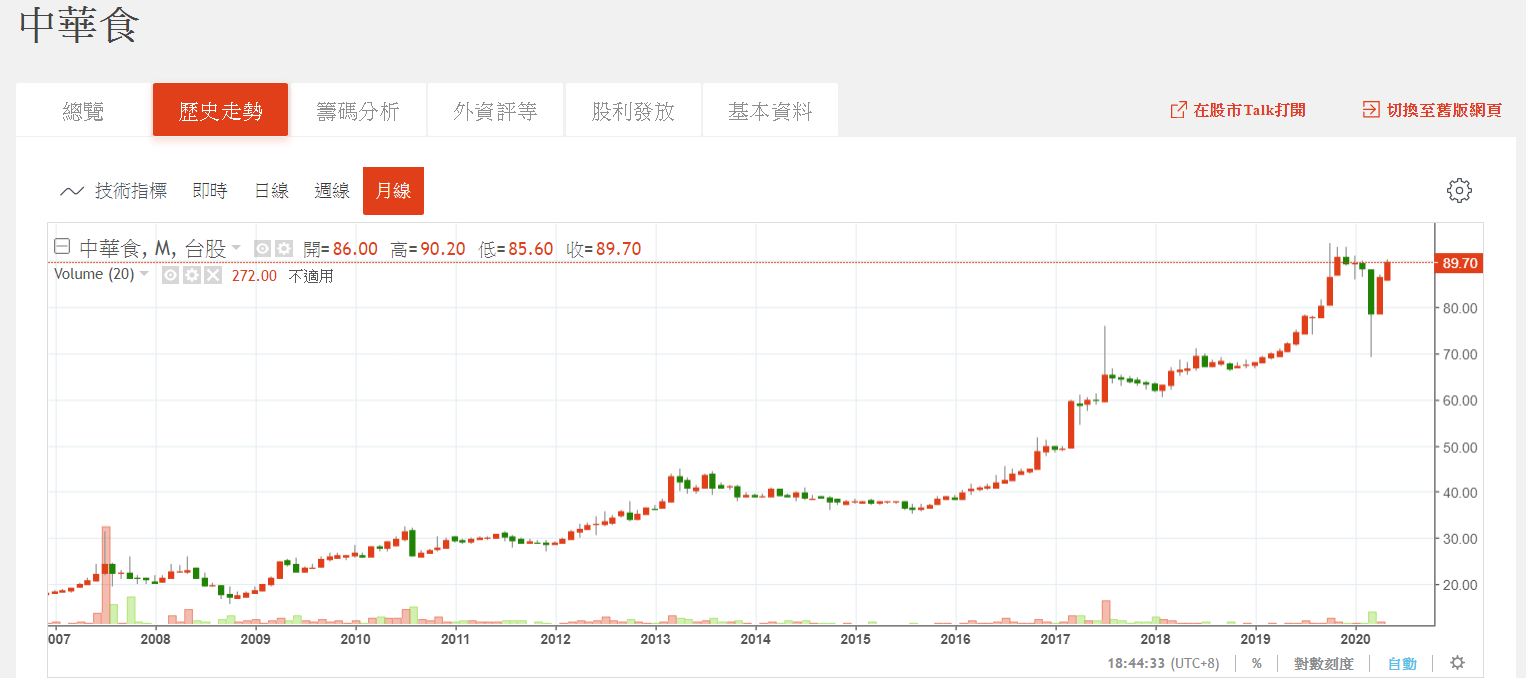 中華食
總覽 歷史走勢 籌碼分析 外資評等 股利發放 基本資料 在股市Talk打開 切換至舊版網頁
技術指標 即時 日線 週線 月線
中華食, M, 台股 開=86.00 高=90.20 低=85.60 收=89.70
Volume (20) 272.00 不適用
89.70
80.00
70.00
60.00
50.00
40.00
30.00
20.00
007 2008 2009 2010 2011 2012 2013 2014 2015 2016 2017 2018 2019 2020
18:44:33 (UTC+8) % 對數刻度 自動